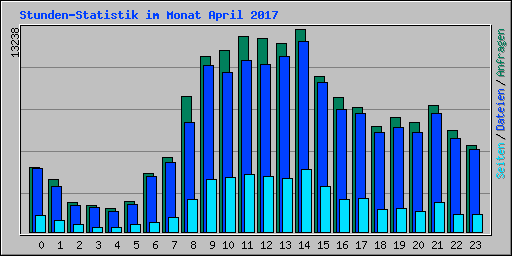 Stunden-Statistik im Monat April 2017
13238
Seiten / Dateien / Anfragen
0 1 2 3 4 5 6 7 8 9 10 11 12 13 14 15 16 17 18 19 20 21 22 23